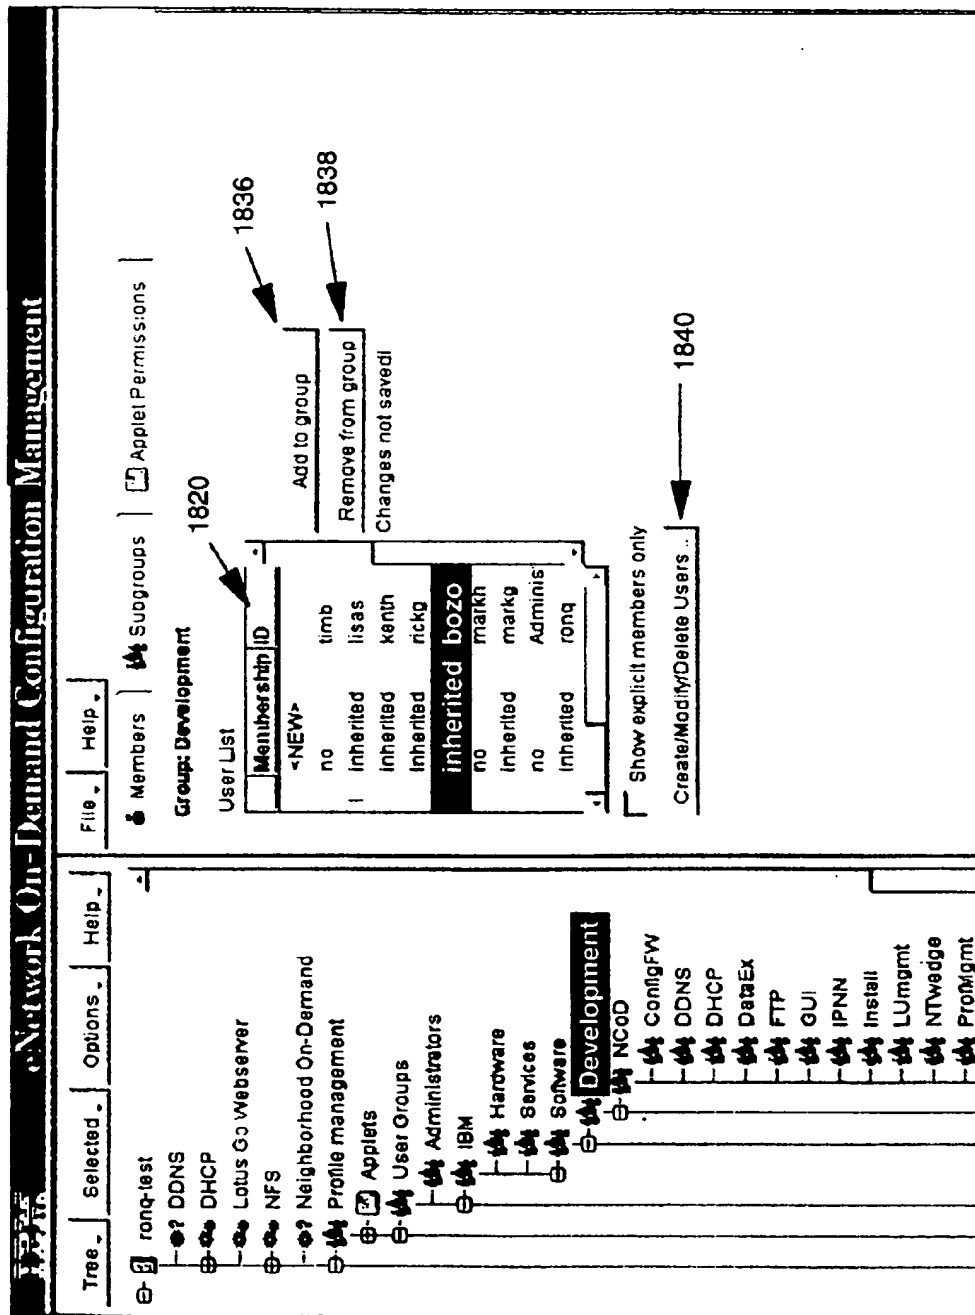 eNetwork On-Demand Configuration Management
Tree Selected Options Help
ronq-test
? DDNS
DHCP
Lotus Go Webserver
NFS
? Neighborhood On-Demand
Profile management
Applets
User Groups
Administrators
IBM
Hardware
Services
Software
Development
NCoD
ConfigFW
DDNS
DHCP
DataEx
FTP
GUI
IPNN
Install
LUmgmt
NTwedge
ProfMgmt
File Help
Members Subgroups Applet Permissions
Group: Development
User List
1820
Membership ID
<NEW>
no timb
inherited lisas
inherited kenth
inherited rickg
inherited bozo
no markh
inherited markg
no Adminis
inherited ronq
Add to group
1836
Remove from group
1838
Changes not saved!
Show explicit members only
Create/Modify/Delete Users ..
1840